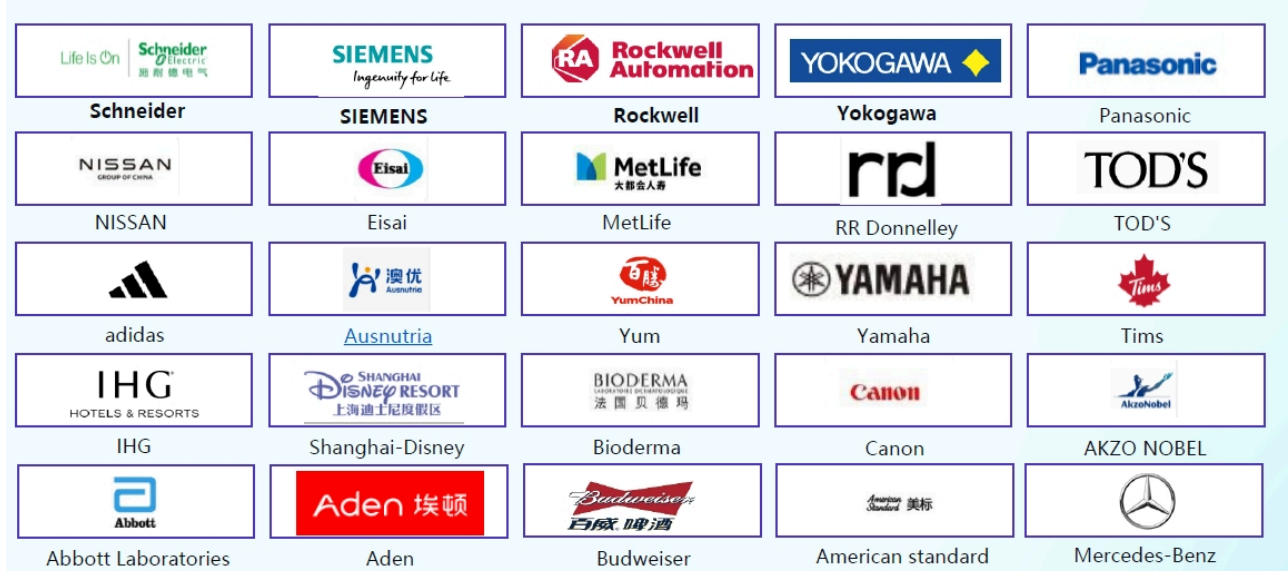 Life Is On Schneider Electric
施耐德电气
SIEMENS
Ingenuity for life
RA Rockwell Automation
YOKOGAWA
Panasonic
Schneider
SIEMENS
Rockwell
Yokogawa
Panasonic
NISSAN
GROUP OF CHINA
Eisai
MetLife
大都会人寿
rrd
TOD'S
NISSAN
Eisai
MetLife
RR Donnelley
TOD'S
澳优
Ausnutria
百勝
YumChina
YAMAHA
Tims
adidas
Ausnutria
Yum
Yamaha
Tims
IHG
HOTELS & RESORTS
SHANGHAI
DISNEY RESORT
上海迪士尼度假区
BIODERMA
LABORATOIRE DERMATOLOGIQUE
法国贝德玛
Canon
AkzoNobel
IHG
Shanghai-Disney
Bioderma
Canon
AKZO NOBEL
Abbott
Aden 埃顿
Budweiser
百威啤酒
American Standard 美标
Abbott Laboratories
Aden
Budweiser
American standard
Mercedes-Benz